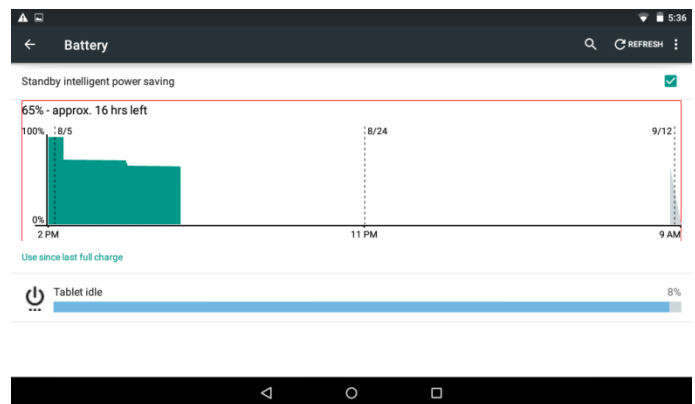 5:36
Battery
REFRESH
Standby intelligent power saving
65% - approx. 16 hrs left
100% 8/5 8/24 9/12
0%
2 PM 11 PM 9 AM
Use since last full charge
Tablet idle 8%